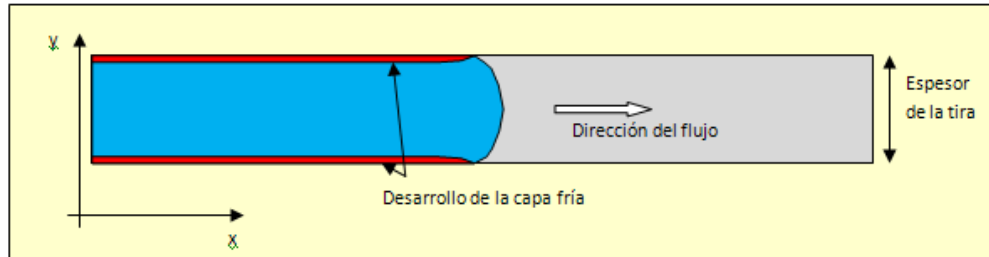 y
Espesor
de la tira
Dirección del flujo
Desarrollo de la capa fría
x